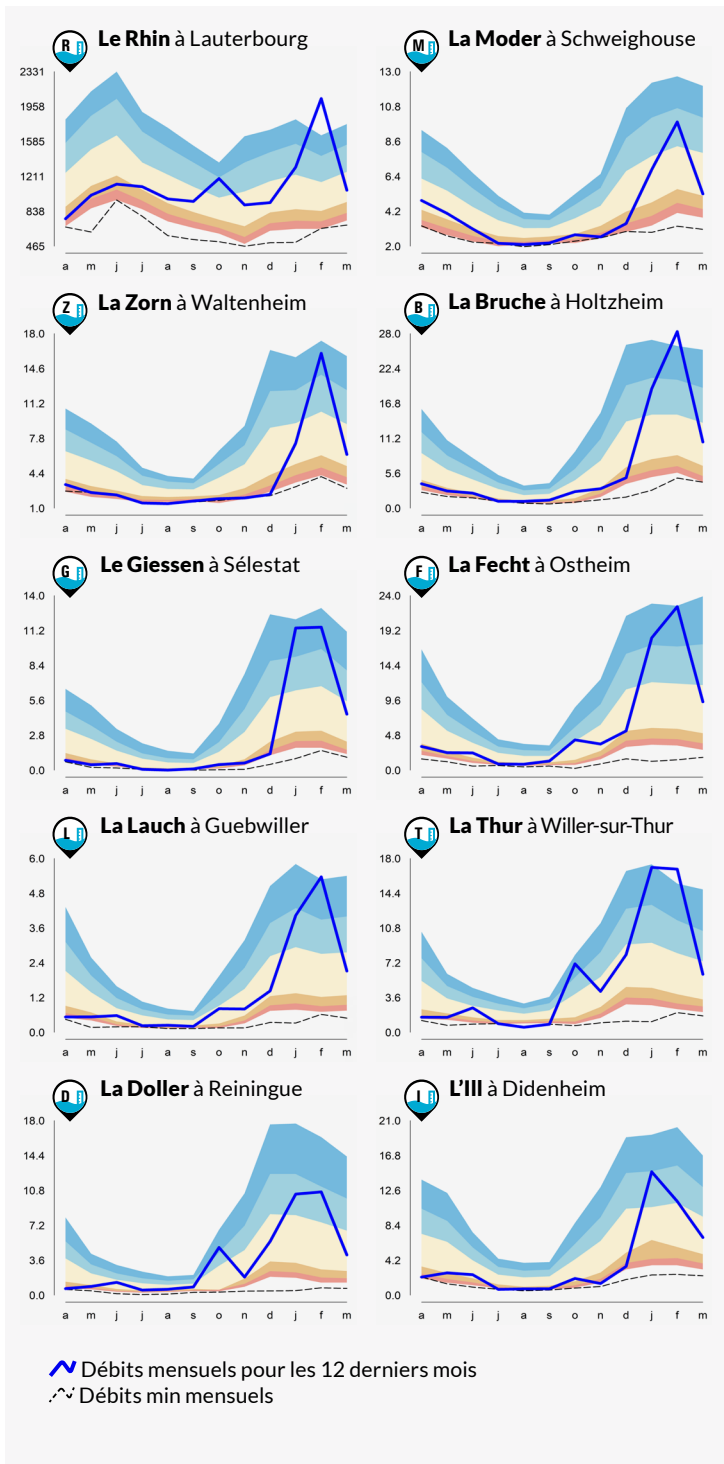 R Le Rhin à Lauterbourg
2331
1958
1585
1211
838
465
a m j j a s o n d j f m
M La Moder à Schweighouse
13.0
10.8
8.6
6.4
4.2
2.0
a m j j a s o n d j f m
Z La Zorn à Waltenheim
18.0
14.6
11.2
7.8
4.4
1.0
a m j j a s o n d j f m
B La Bruche à Holtzheim
28.0
22.4
16.8
11.2
5.6
0.0
a m j j a s o n d j f m
G Le Giessen à Sélestat
14.0
11.2
8.4
5.6
2.8
0.0
a m j j a s o n d j f m
F La Fecht à Ostheim
24.0
19.2
14.4
9.6
4.8
0.0
a m j j a s o n d j f m
L La Lauch à Guebwiller
6.0
4.8
3.6
2.4
1.2
0.0
a m j j a s o n d j f m
T La Thur à Willer-sur-Thur
18.0
14.4
10.8
7.2
3.6
0.0
a m j j a s o n d j f m
D La Doller à Reiningue
18.0
14.4
10.8
7.2
3.6
0.0
a m j j a s o n d j f m
I L’Ill à Didenheim
21.0
16.8
12.6
8.4
4.2
0.0
a m j j a s o n d j f m
Débits mensuels pour les 12 derniers mois
Débits min mensuels